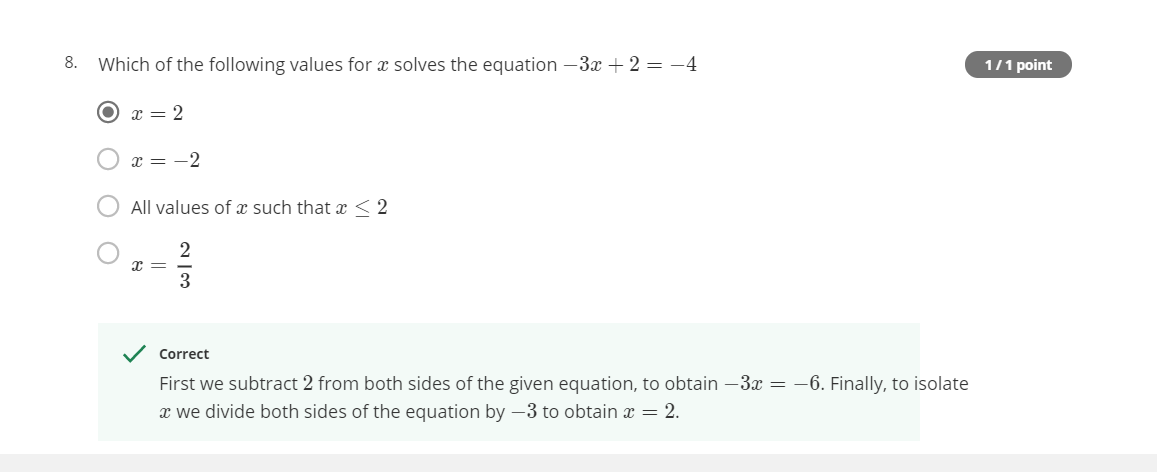 8. Which of the following values for x solves the equation −3x + 2 = −4
1 / 1 point
x = 2
x = −2
All values of x such that x ≤ 2
x = 2/3
Correct
First we subtract 2 from both sides of the given equation, to obtain −3x = −6. Finally, to isolate
x we divide both sides of the equation by −3 to obtain x = 2.